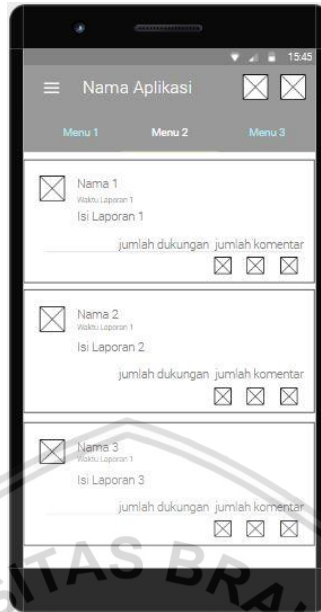 15:45
Nama Aplikasi
Menu 1 Menu 2 Menu 3
Nama 1
Waktu Laporan 1
Isi Laporan 1
jumlah dukungan jumlah komentar
Nama 2
Waktu Laporan 1
Isi Laporan 2
jumlah dukungan jumlah komentar
Nama 3
Waktu Laporan 1
Isi Laporan 3
jumlah dukungan jumlah komentar
SITAS BRA